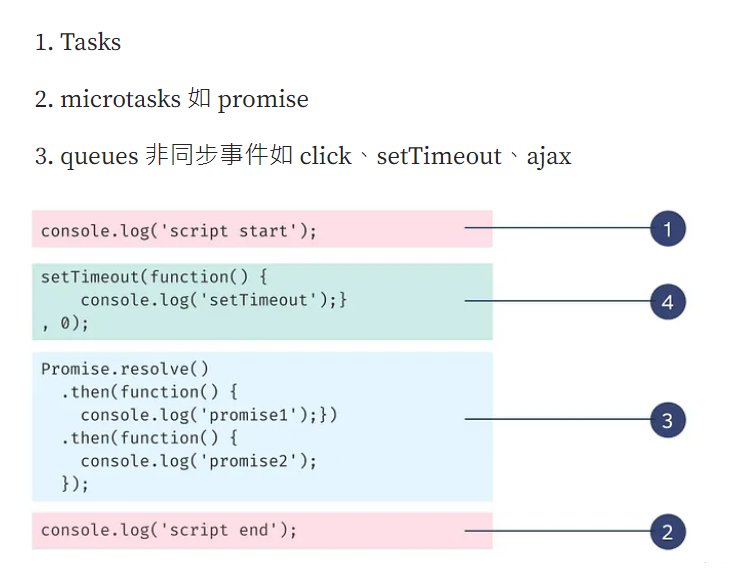 1. Tasks
2. microtasks 如 promise
3. queues 非同步事件如 click、setTimeout、ajax
console.log('script start');
1
setTimeout(function() {
    console.log('setTimeout');}
, 0);
4
Promise.resolve()
  .then(function() {
    console.log('promise1');})
  .then(function() {
    console.log('promise2');
  });
3
console.log('script end');
2